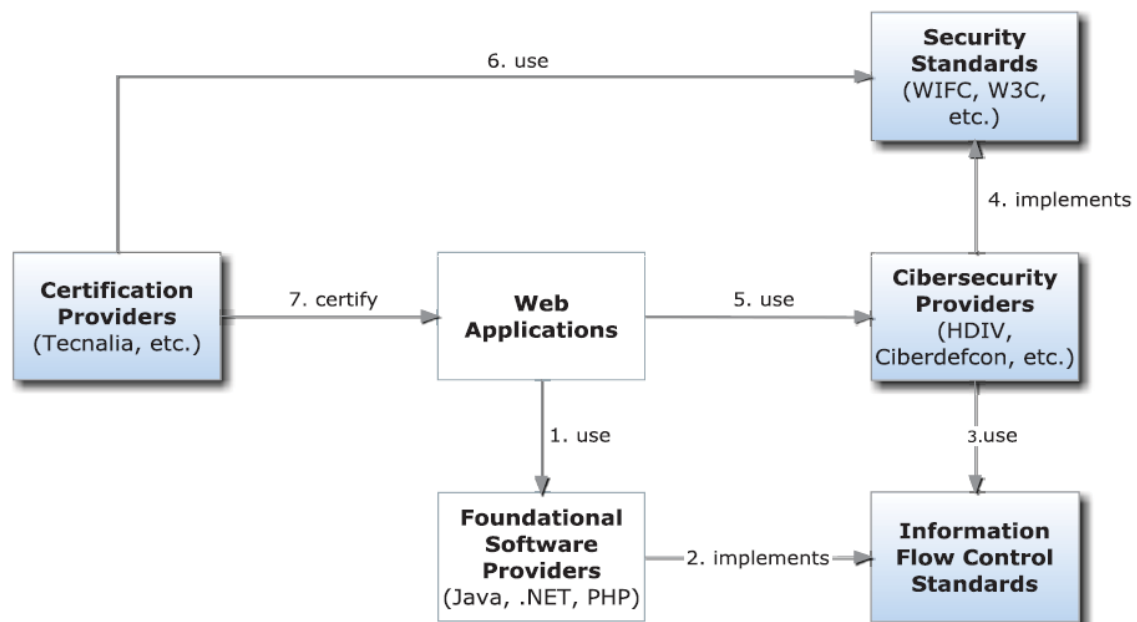 6. use
Security
Standards
(WIFC, W3C,
etc.)
4. implements
Certification
Providers
(Tecnalia, etc.)
7. certify
Web
Applications
5. use
Cibersecurity
Providers
(HDIV,
Ciberdefcon, etc.)
1. use
3.use
Foundational
Software
Providers
(Java, .NET, PHP)
2. implements
Information
Flow Control
Standards